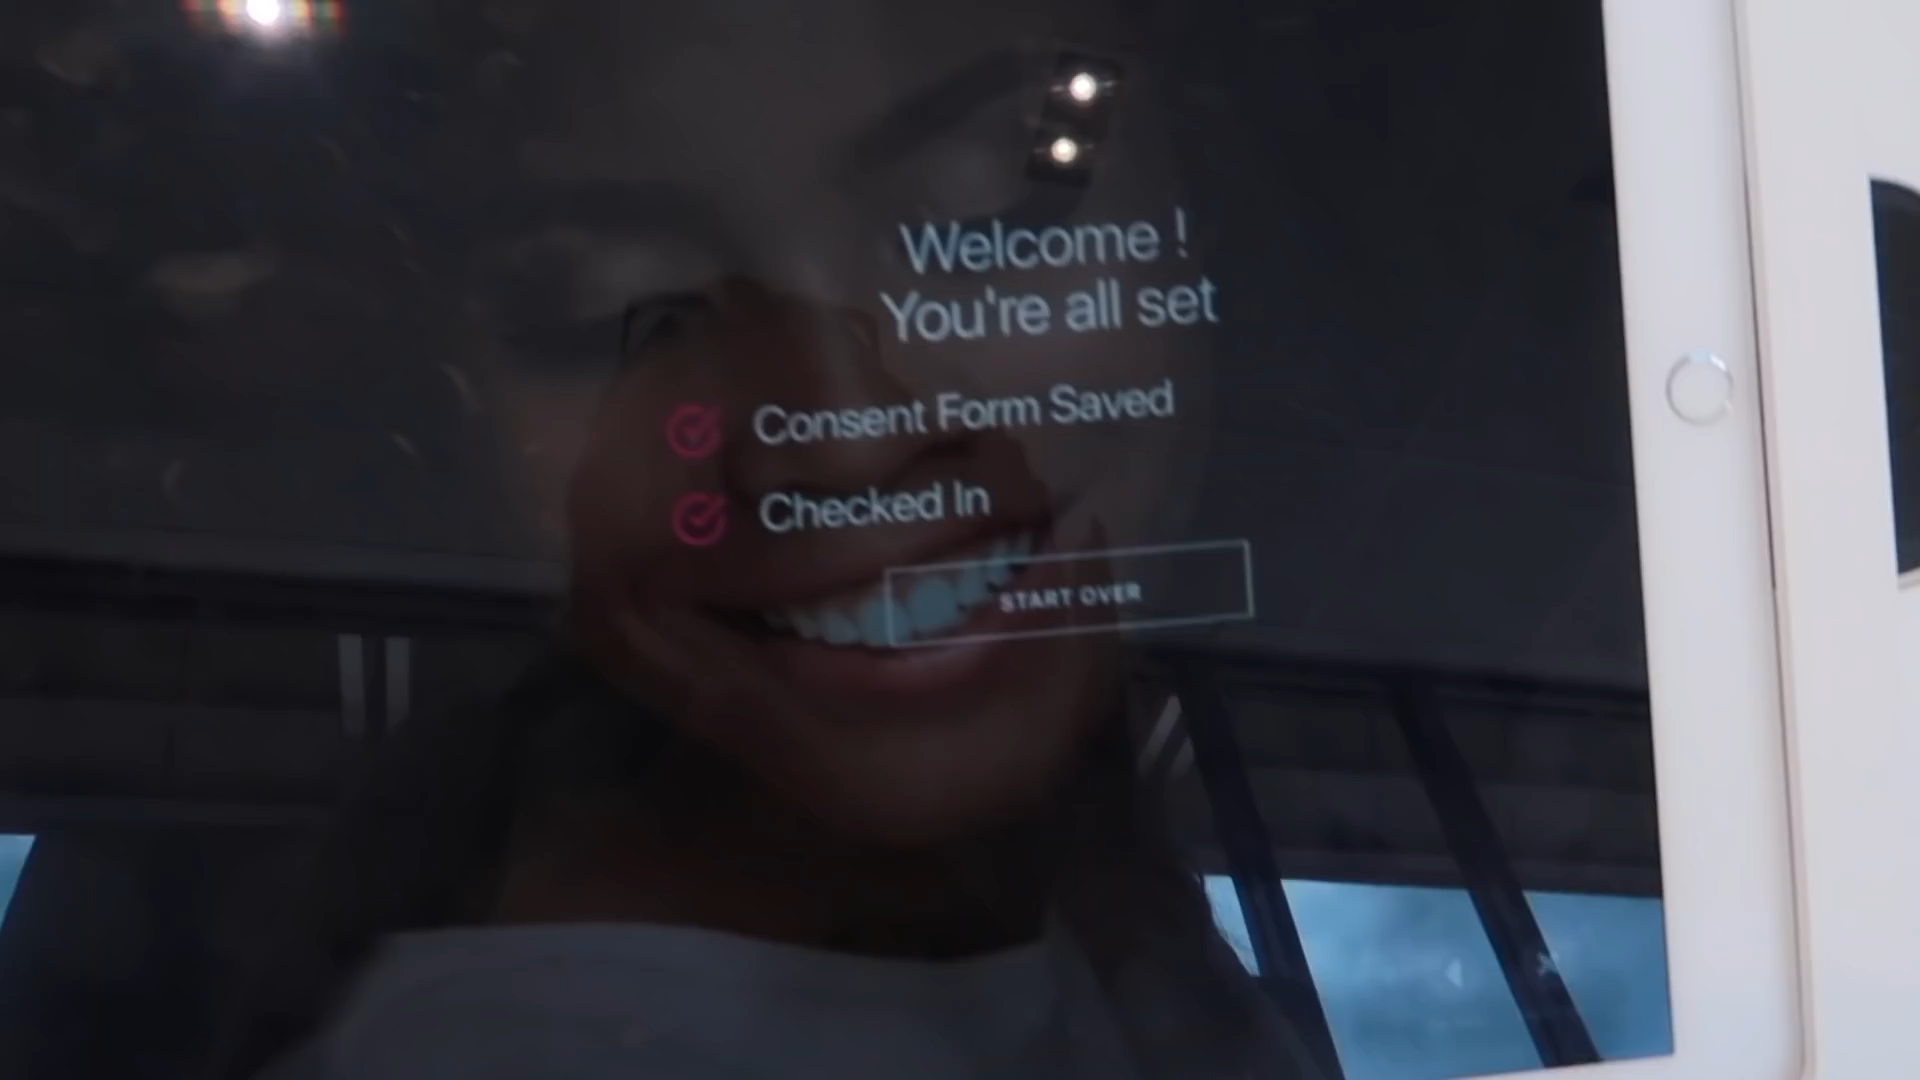 Welcome !
You're all set
Consent Form Saved
Checked In
START OVER